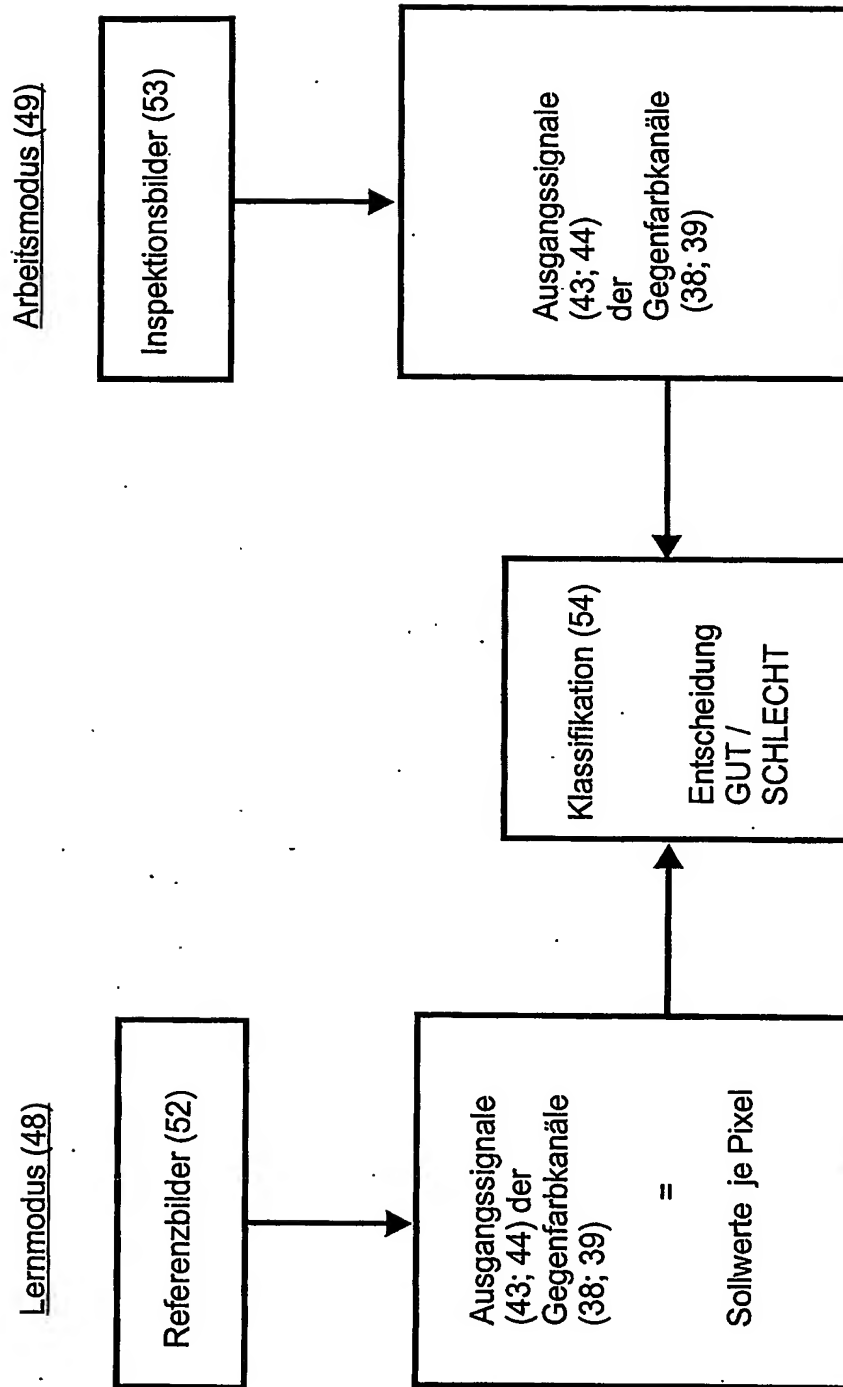 Lernmodus (48)
Referenzbilder (52)
Ausgangssignale
(43; 44) der
Gegenfarbkanäle
(38; 39)
=
Sollwerte je Pixel
Klassifikation (54)
Entscheidung
GUT /
SCHLECHT
Arbeitsmodus (49)
Inspektionsbilder (53)
Ausgangssignale
(43; 44)
der
Gegenfarbkanäle
(38; 39)